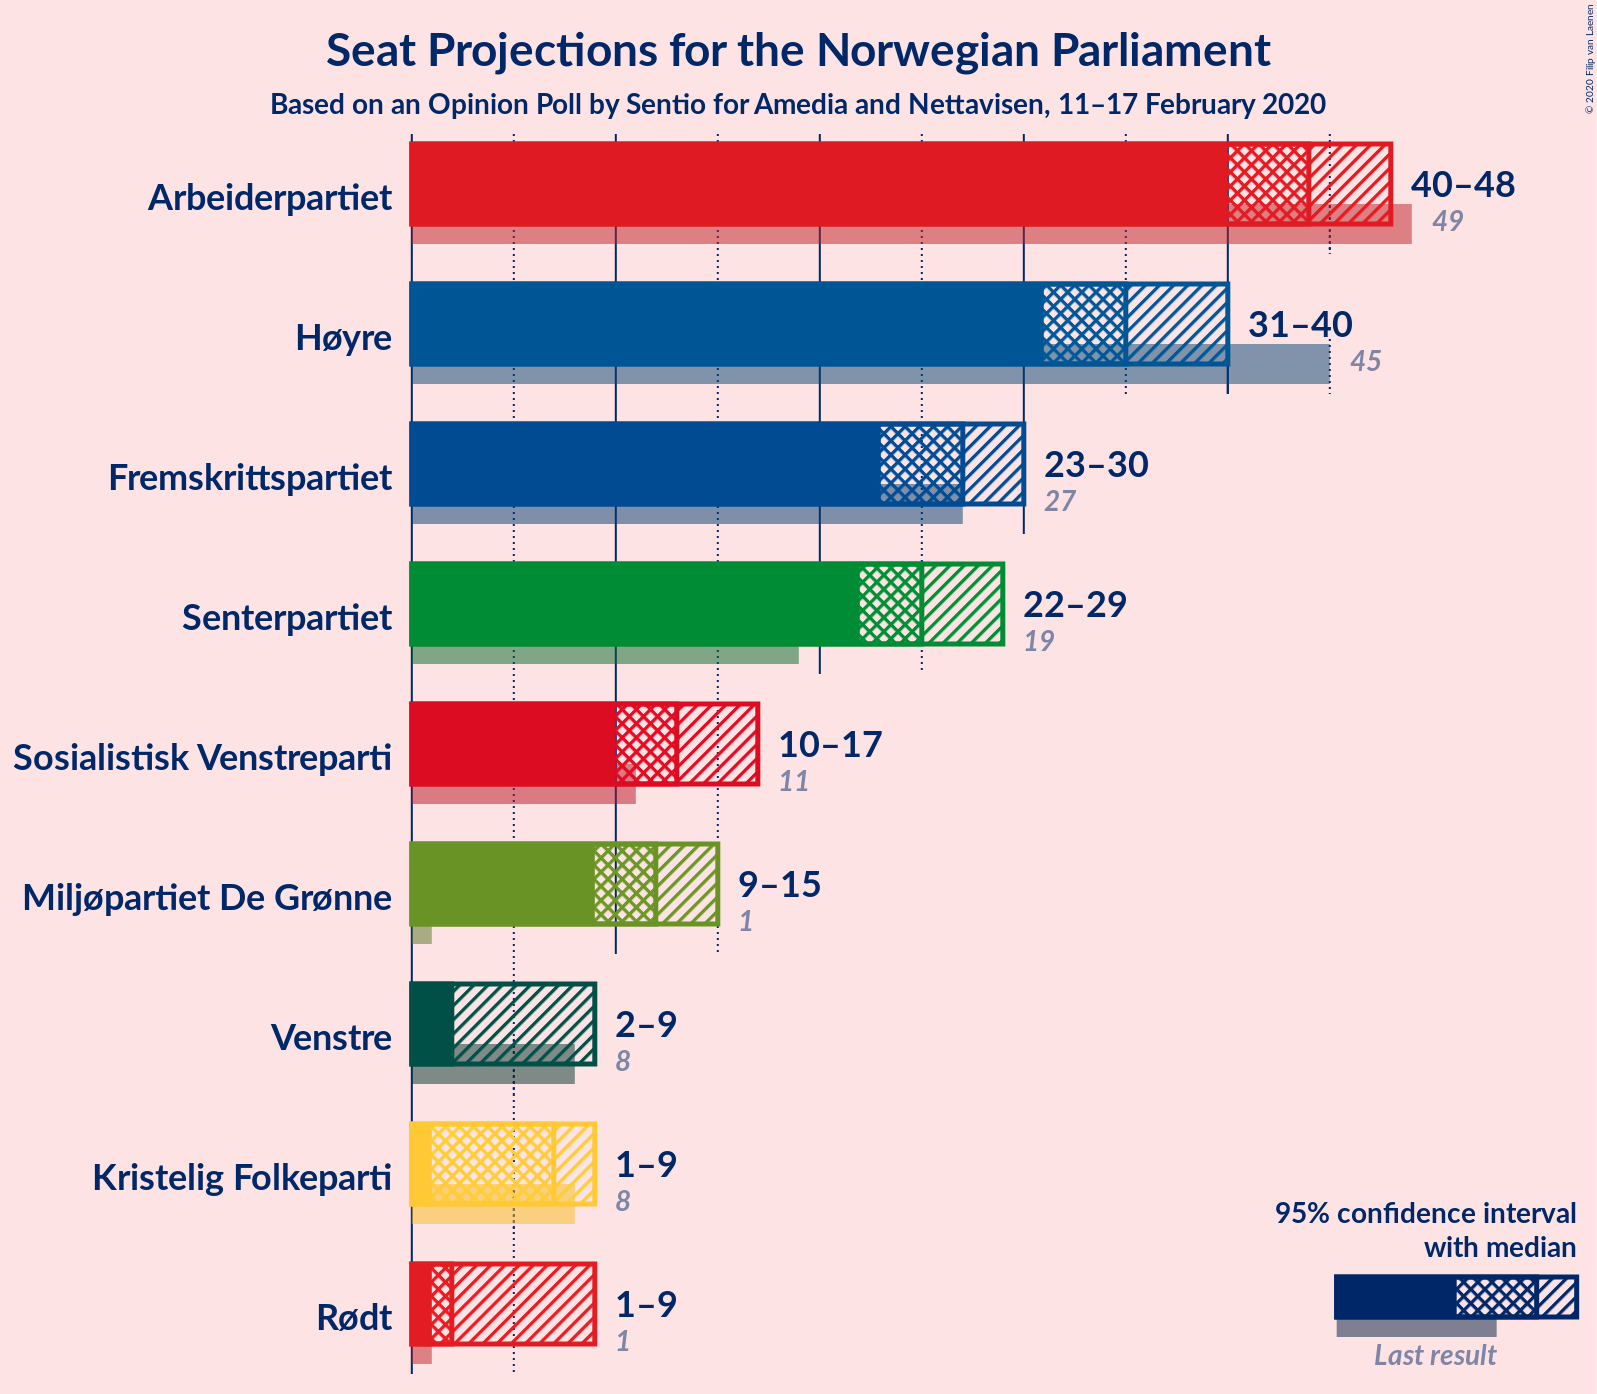 Seat Projections for the Norwegian Parliament
Based on an Opinion Poll by Sentio for Amedia and Nettavisen, 11–17 February 2020
© 2020 Filip van Laenen
Arbeiderpartiet
40–48
49
Høyre
31–40
45
Fremskrittspartiet
23–30
27
Senterpartiet
22–29
19
Sosialistisk Venstreparti
10–17
11
Miljøpartiet De Grønne
9–15
1
Venstre
2–9
8
Kristelig Folkeparti
1–9
8
Rødt
1–9
1
95% confidence interval
with median
Last result